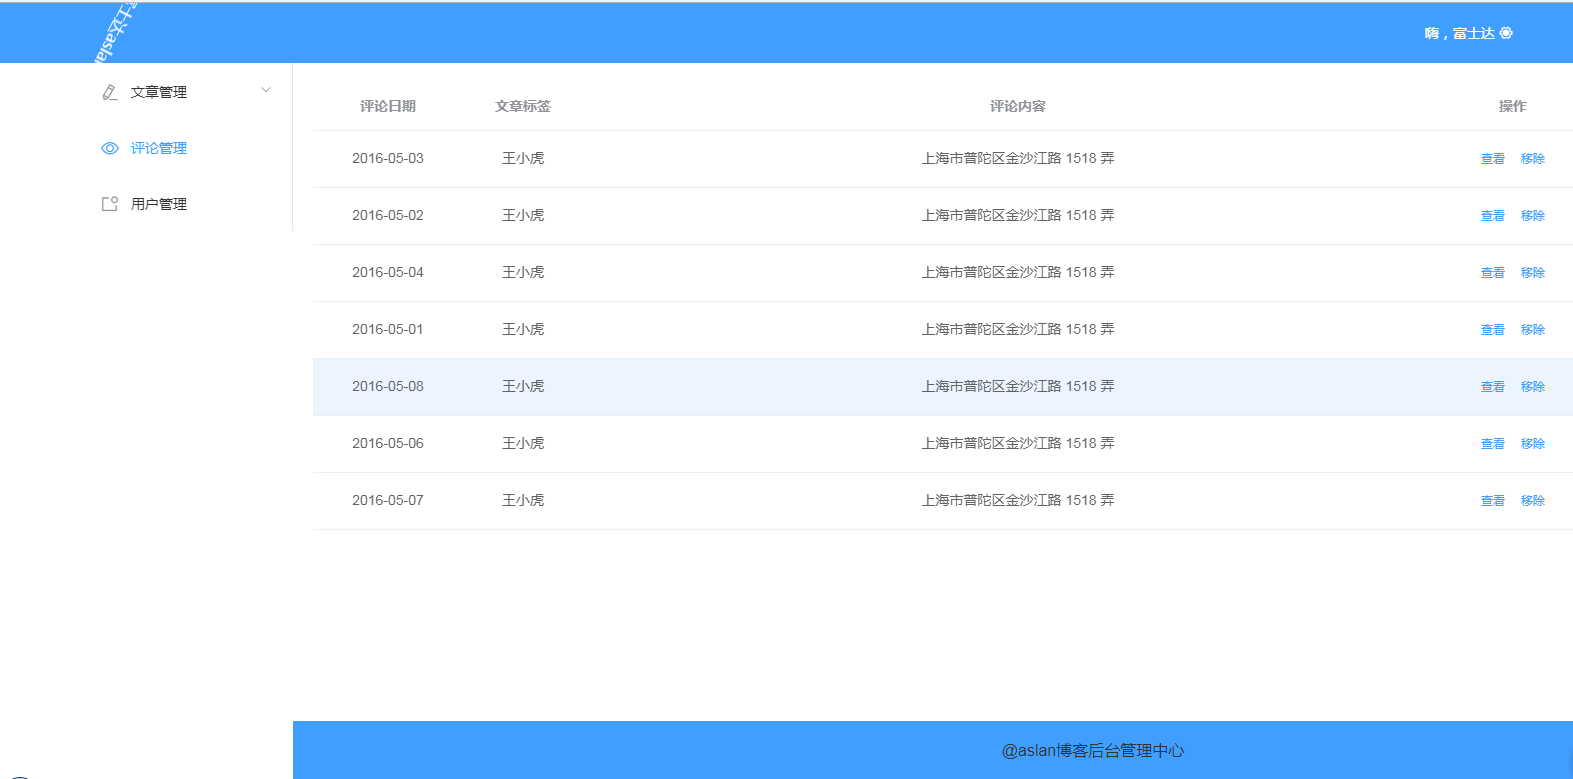 士达aslan
嗨，富士达
文章管理
评论管理
用户管理
评论日期 文章标签 评论内容 操作
2016-05-03 王小虎 上海市普陀区金沙江路 1518 弄 查看 移除
2016-05-02 王小虎 上海市普陀区金沙江路 1518 弄 查看 移除
2016-05-04 王小虎 上海市普陀区金沙江路 1518 弄 查看 移除
2016-05-01 王小虎 上海市普陀区金沙江路 1518 弄 查看 移除
2016-05-08 王小虎 上海市普陀区金沙江路 1518 弄 查看 移除
2016-05-06 王小虎 上海市普陀区金沙江路 1518 弄 查看 移除
2016-05-07 王小虎 上海市普陀区金沙江路 1518 弄 查看 移除
@aslan博客后台管理中心